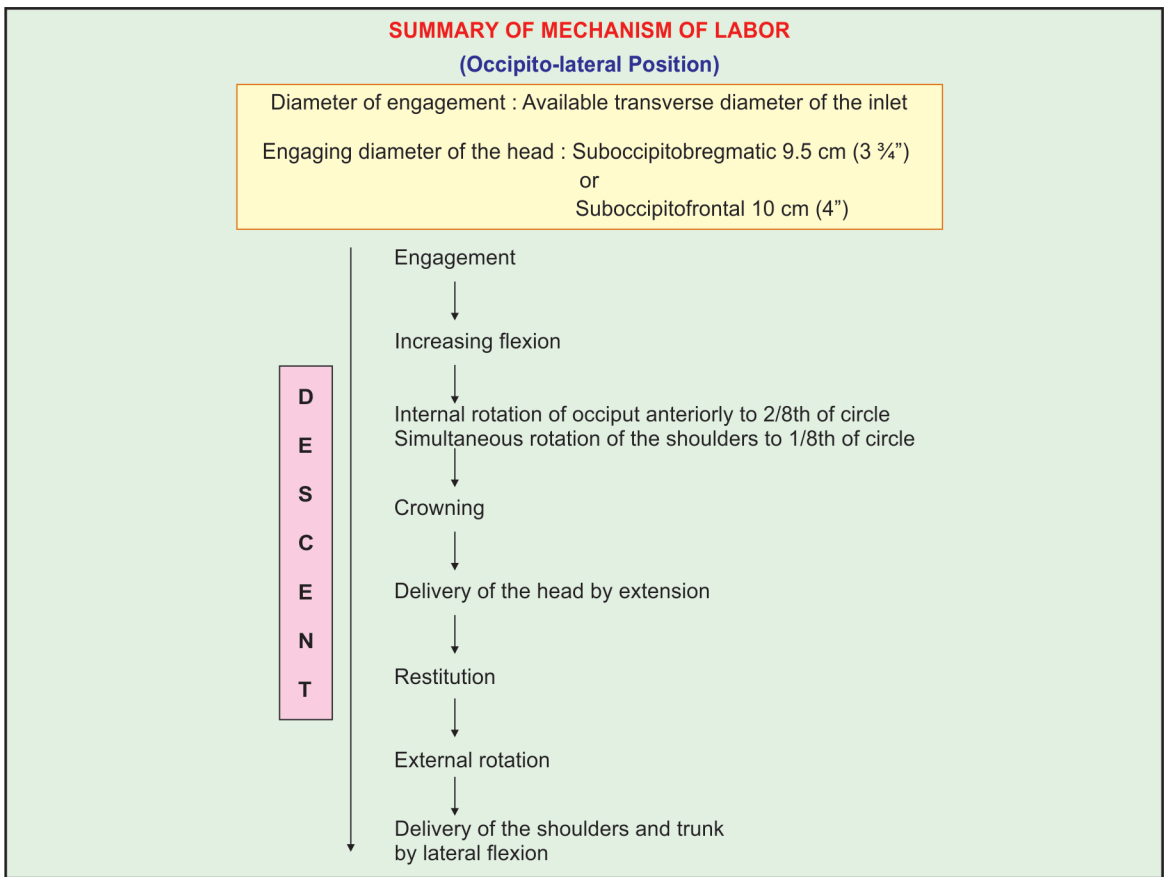 SUMMARY OF MECHANISM OF LABOR
(Occipito-lateral Position)
Diameter of engagement : Available transverse diameter of the inlet
Engaging diameter of the head : Suboccipitobregmatic 9.5 cm (3 ¾”)
or
Suboccipitofrontal 10 cm (4”)
Engagement
Increasing flexion
Internal rotation of occiput anteriorly to 2/8th of circle
Simultaneous rotation of the shoulders to 1/8th of circle
Crowning
Delivery of the head by extension
Restitution
External rotation
Delivery of the shoulders and trunk
by lateral flexion
D
E
S
C
E
N
T